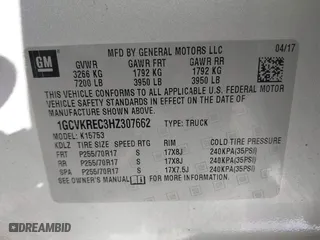 GM
MFD BY GENERAL MOTORS LLC
04/17
GVWR GAWR FRT GAWR RR
3266 KG 1792 KG 1792 KG
7200 LB 3950 LB 3950 LB
THIS VEHICLE CONFORMS TO ALL APPLICABLE U.S. FEDERAL MOTOR
VEHICLE SAFETY STANDARDS IN EFFECT ON THE DATE OF
MANUFACTURE SHOWN ABOVE.
1GCVKREC3HZ307662 TYPE: TRUCK
MODEL: K15753
KDLZ TIRE SIZE SPEED RTG RIM COLD TIRE PRESSURE
FRT P255/70R17 S 17X8J 240KPA(35PSI)
RR P255/70R17 S 17X8J 240KPA(35PSI)
SPA P255/70R17 S 17X7.5J 240KPA(35PSI)
SEE OWNER'S MANUAL FOR MORE INFORMATION.
DREAMBID